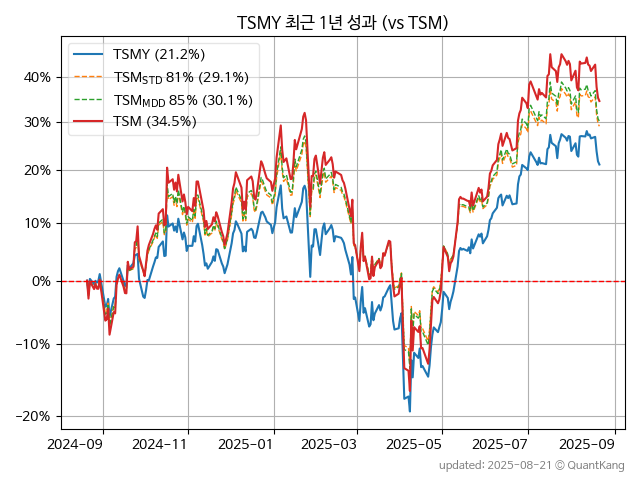 TSMY 최근 1년 성과 (vs TSM)
TSMY (21.2%)
TSM_STD 81% (29.1%)
TSM_MDD 85% (30.1%)
TSM (34.5%)
40%
30%
20%
10%
0%
−10%
−20%
2024-09 2024-11 2025-01 2025-03 2025-05 2025-07 2025-09
updated: 2025-08-21 © QuantKang